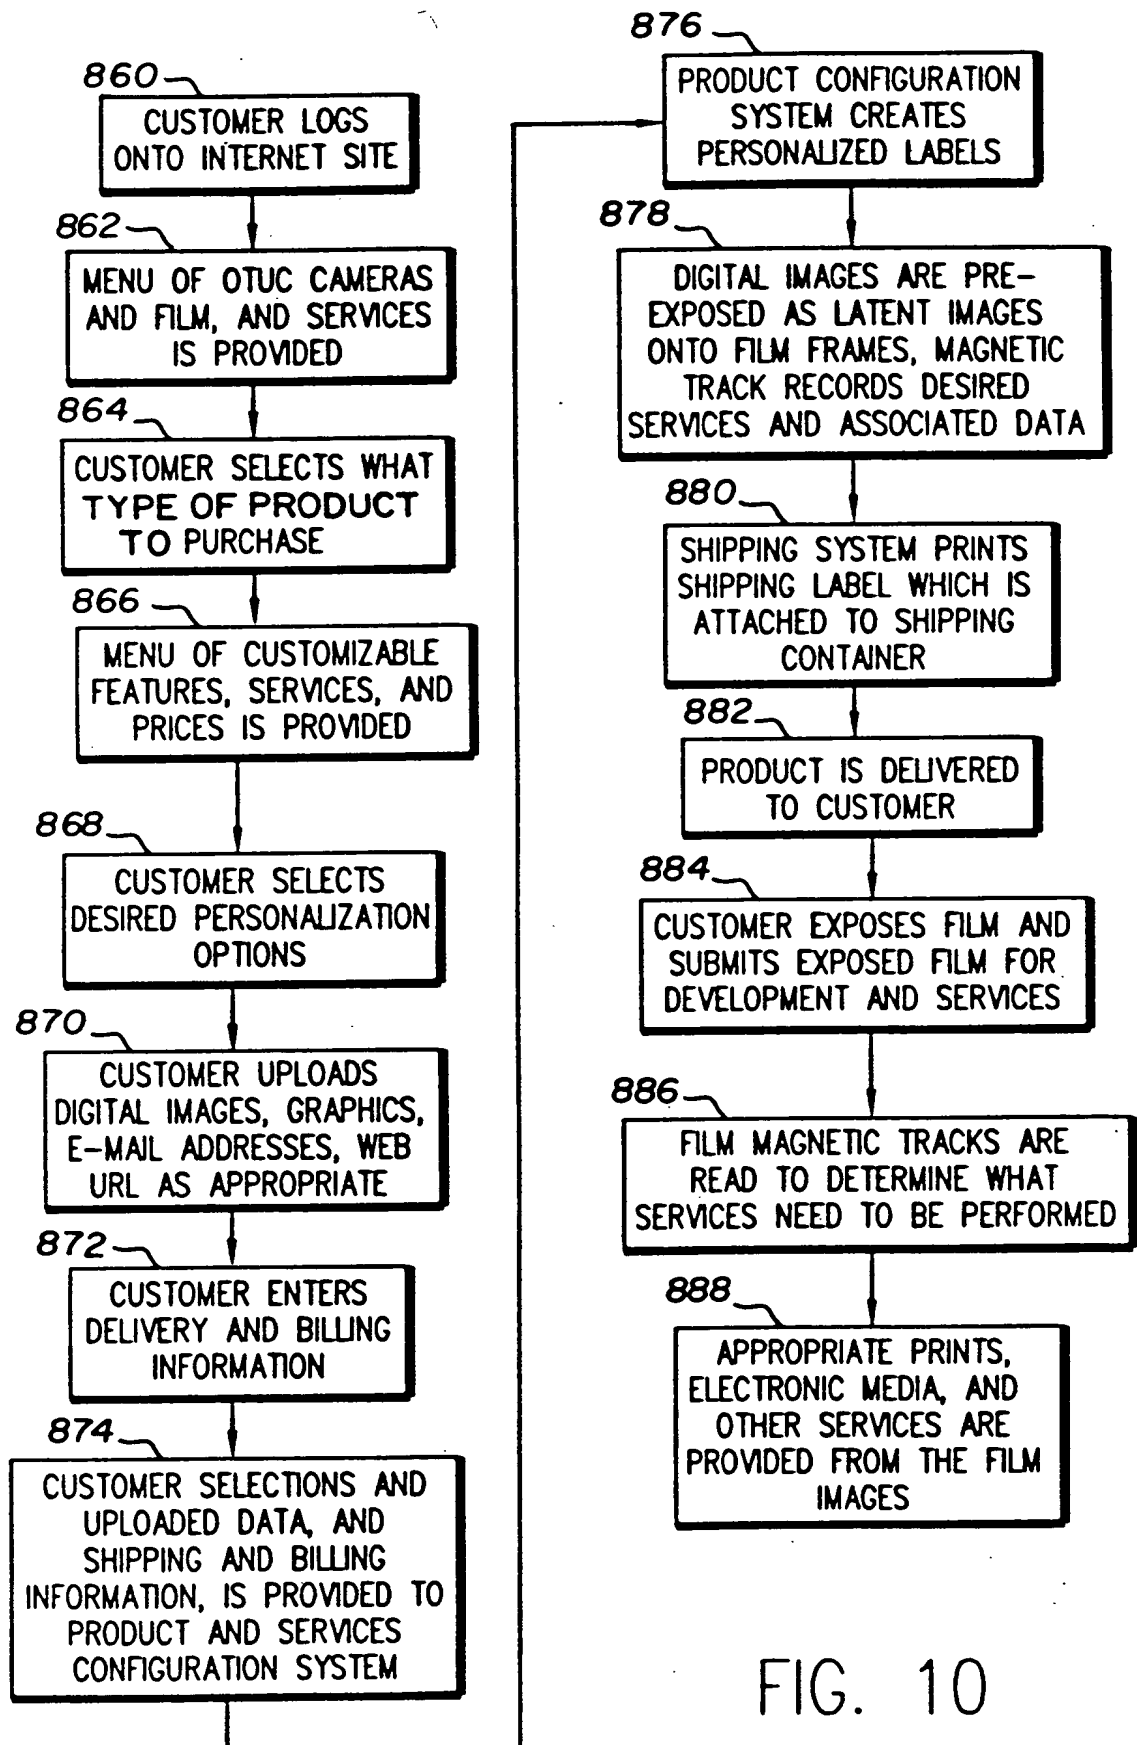 860
CUSTOMER LOGS
ONTO INTERNET SITE
862
MENU OF OTUC CAMERAS
AND FILM, AND SERVICES
IS PROVIDED
864
CUSTOMER SELECTS WHAT
TYPE OF PRODUCT
TO PURCHASE
866
MENU OF CUSTOMIZABLE
FEATURES, SERVICES, AND
PRICES IS PROVIDED
868
CUSTOMER SELECTS
DESIRED PERSONALIZATION
OPTIONS
870
CUSTOMER UPLOADS
DIGITAL IMAGES, GRAPHICS,
E-MAIL ADDRESSES, WEB
URL AS APPROPRIATE
872
CUSTOMER ENTERS
DELIVERY AND BILLING
INFORMATION
874
CUSTOMER SELECTIONS AND
UPLOADED DATA, AND
SHIPPING AND BILLING
INFORMATION, IS PROVIDED TO
PRODUCT AND SERVICES
CONFIGURATION SYSTEM
876
PRODUCT CONFIGURATION
SYSTEM CREATES
PERSONALIZED LABELS
878
DIGITAL IMAGES ARE PRE-
EXPOSED AS LATENT IMAGES
ONTO FILM FRAMES, MAGNETIC
TRACK RECORDS DESIRED
SERVICES AND ASSOCIATED DATA
880
SHIPPING SYSTEM PRINTS
SHIPPING LABEL WHICH IS
ATTACHED TO SHIPPING
CONTAINER
882
PRODUCT IS DELIVERED
TO CUSTOMER
884
CUSTOMER EXPOSES FILM AND
SUBMITS EXPOSED FILM FOR
DEVELOPMENT AND SERVICES
886
FILM MAGNETIC TRACKS ARE
READ TO DETERMINE WHAT
SERVICES NEED TO BE PERFORMED
888
APPROPRIATE PRINTS,
ELECTRONIC MEDIA, AND
OTHER SERVICES ARE
PROVIDED FROM THE FILM
IMAGES
FIG. 10